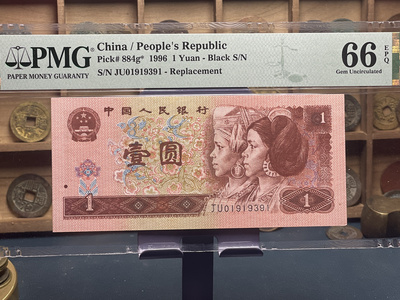 PMG
PAPER MONEY GUARANTY
China / People's Republic
Pick# 884g* 1996 1 Yuan - Black S/N
S/N JU01919391 - Replacement
66 EPQ
Gem Uncirculated
中国人民银行
1
壹圆
1
JU01919391
1